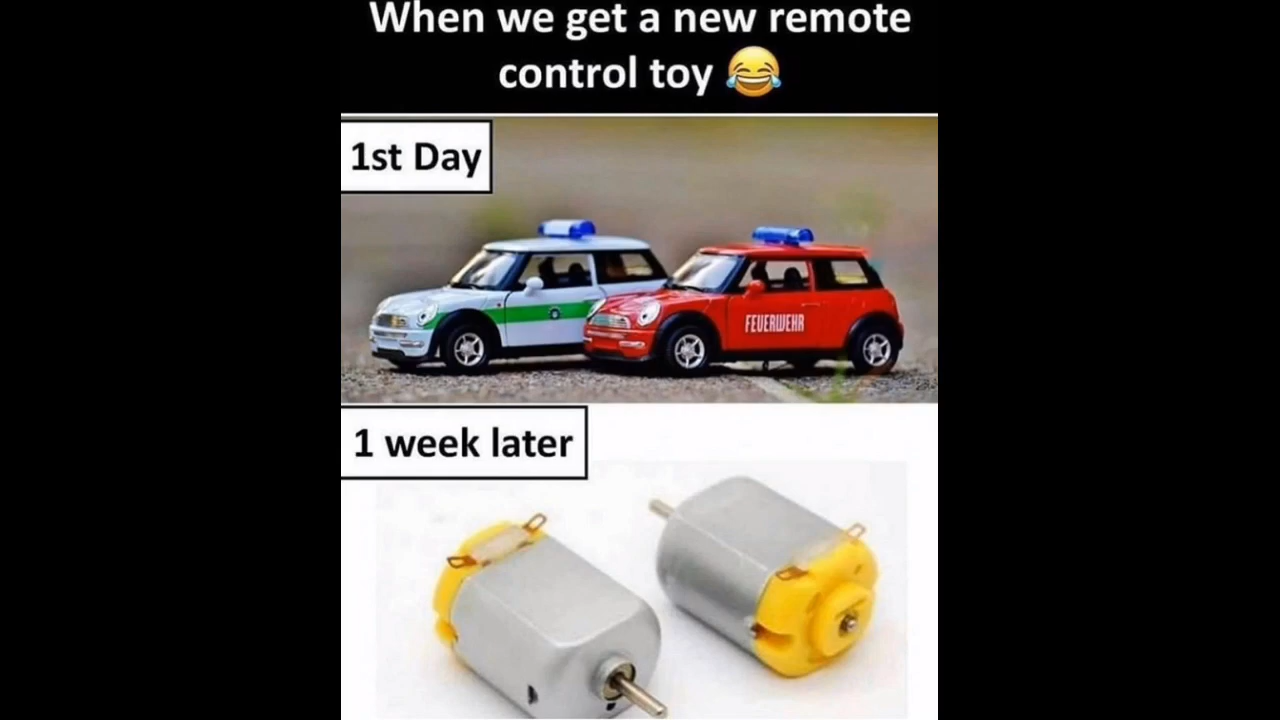 When we get a new remote
control toy 😂
1st Day
FEUERWEHR
1 week later